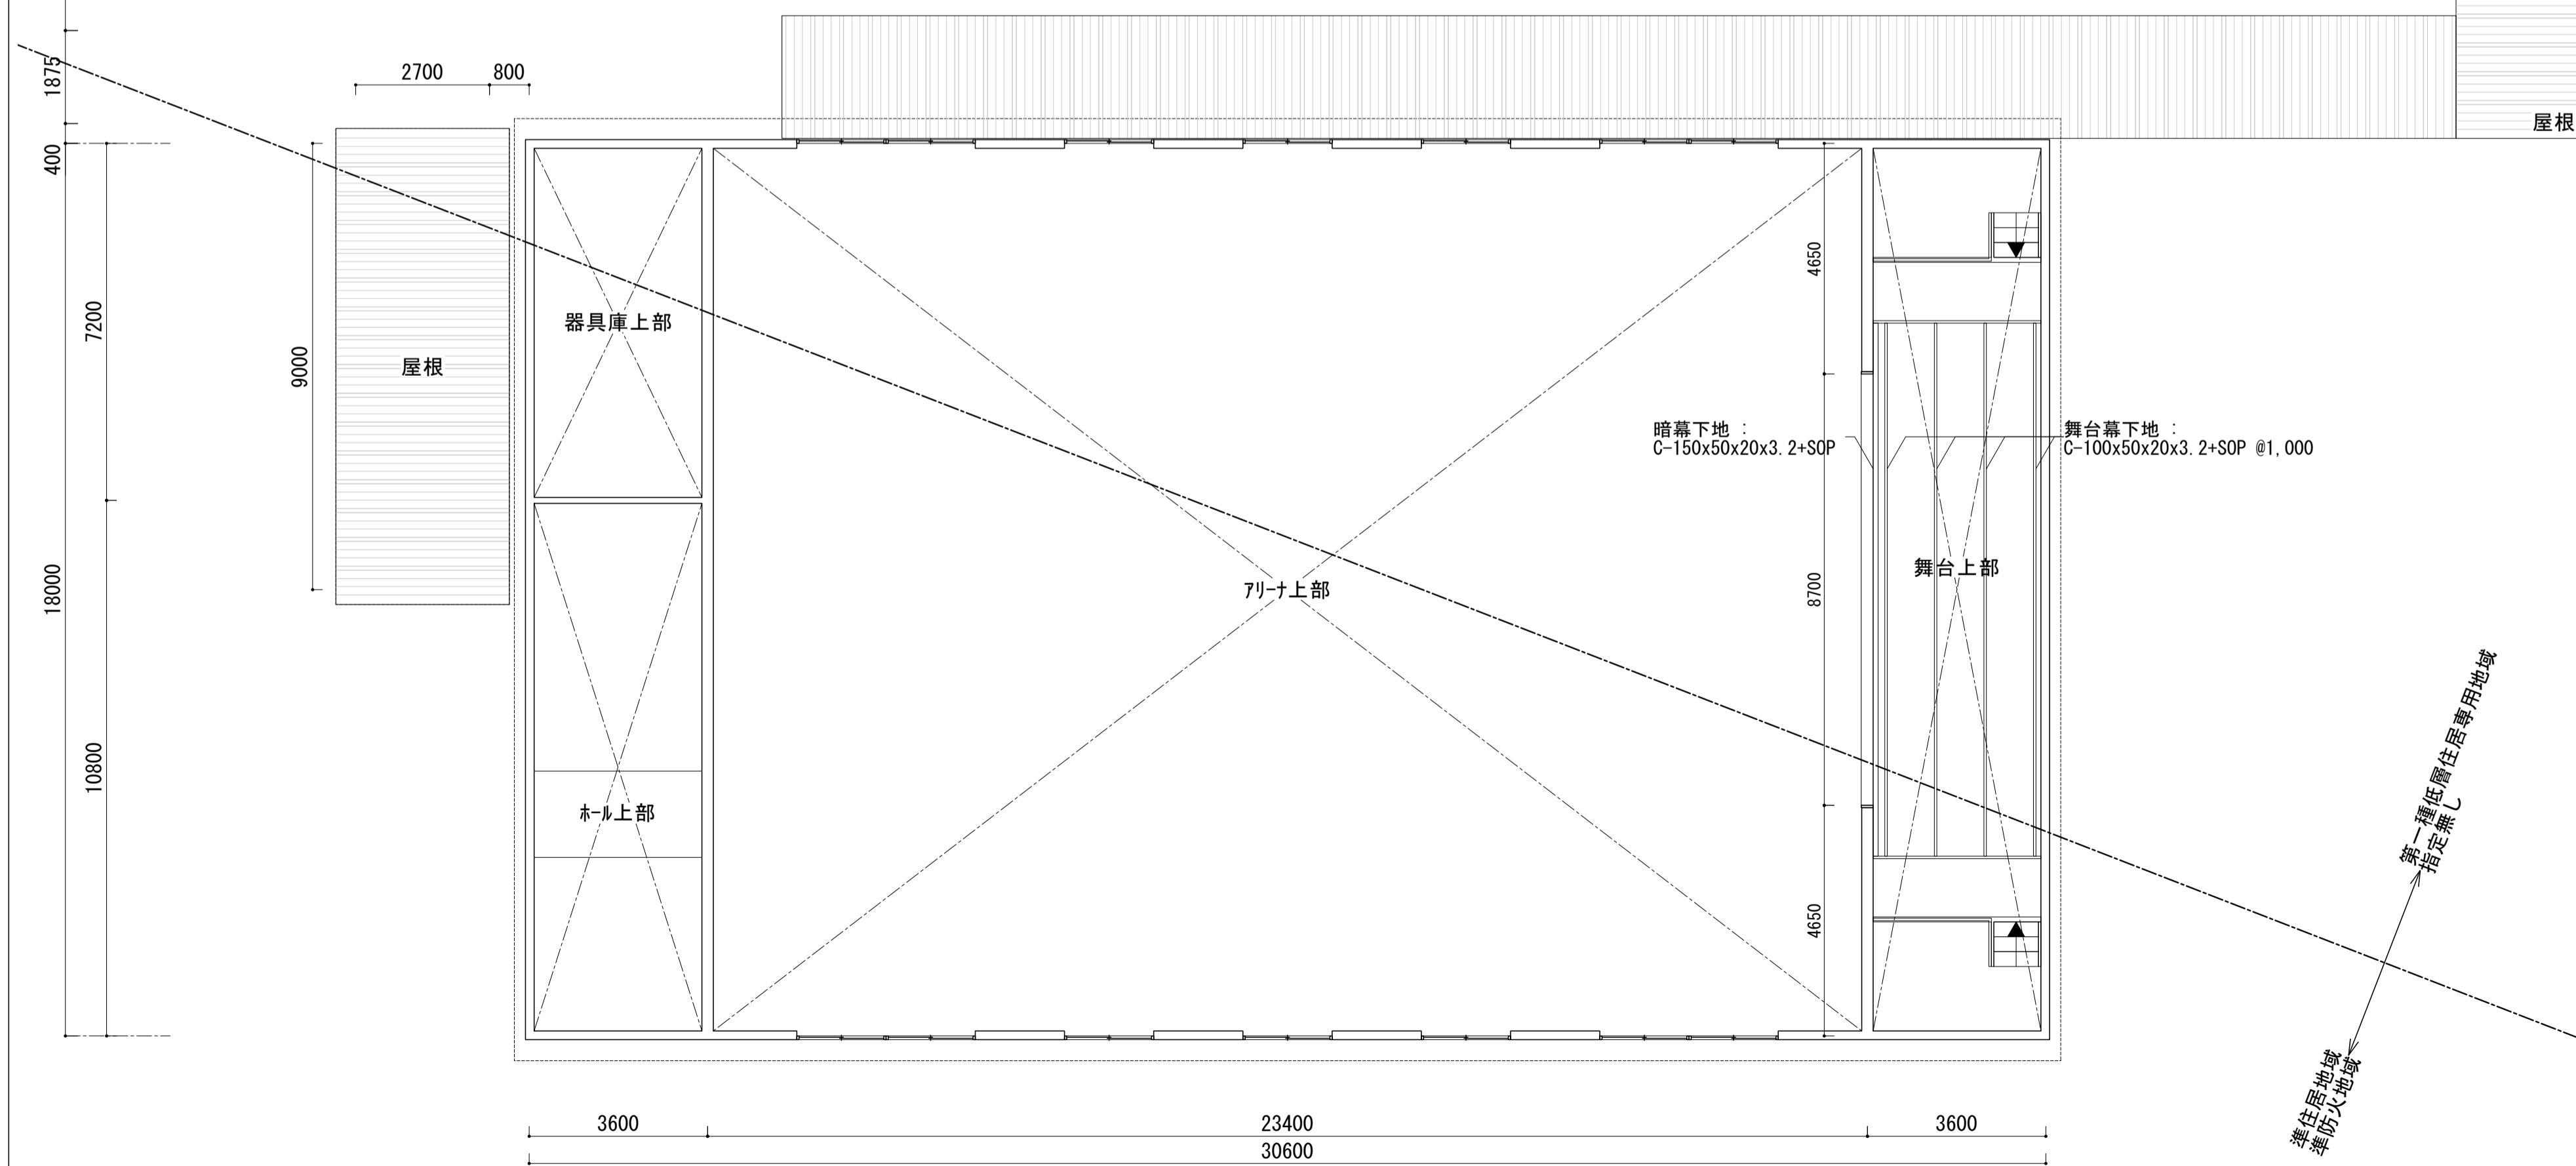 1875
400
2700
800
屋根
7200
9000
器具庫上部
屋根
4650
暗幕下地：
C-150x50x20x3.2+SOP
舞台幕下地：
C-100x50x20x3.2+SOP @1,000
18000
ｱﾘｰﾅ上部
8700
舞台上部
10800
ﾎｰﾙ上部
4650
第一種低層住居専用地域
指定無し
準住居地域
準防火地域
3600
23400
3600
30600